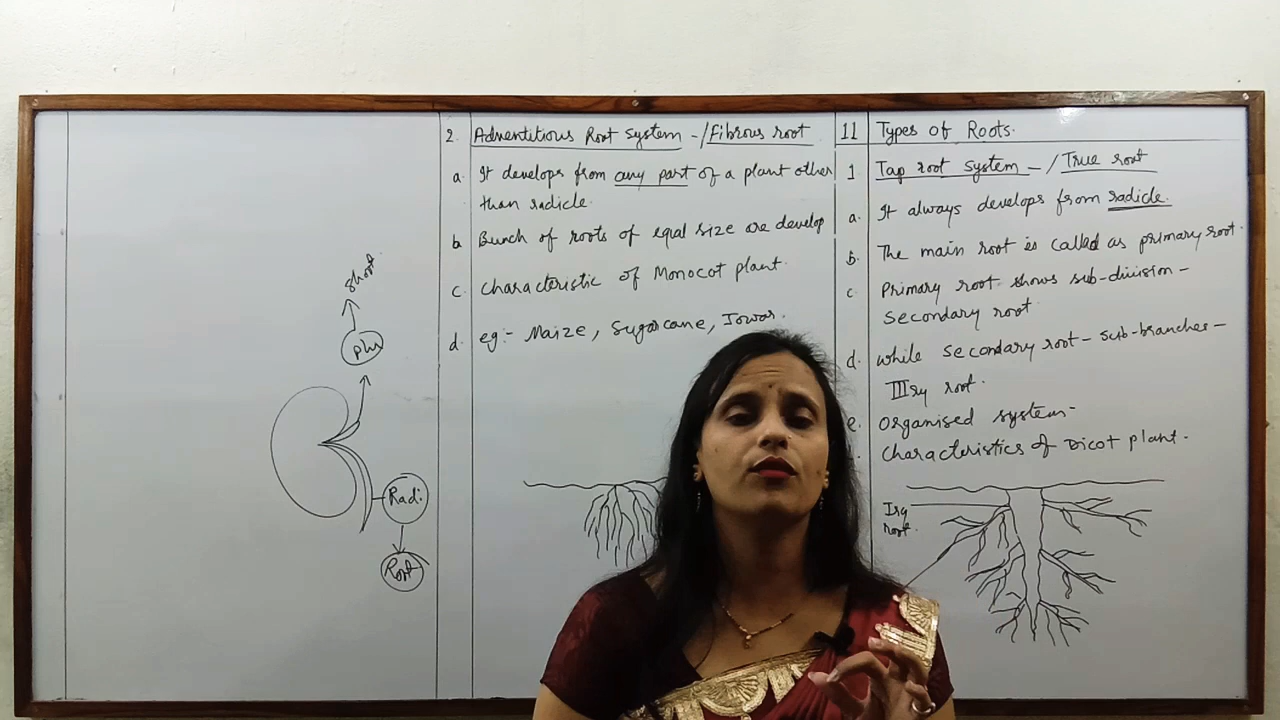 11 Types of Roots.
1 Tap root system - / True root
a. It always develops from radicle.
b. The main root is called as primary root.
c Primary root shows sub-division -
secondary root
d. while secondary root - sub-branches -
IIIry root.
e. Organised system -
Characteristics of Dicot plant.
Iry
root.
2. Adventitious Root System - / Fibrous root
a. It develops from any part of a plant other
than radicle.
b Bunch of roots of equal size are develop
c. Characteristic of Monocot plant.
d. eg:- Maize, Sugarcane, Jowar.
Shoot
Plu
Radi.
Root